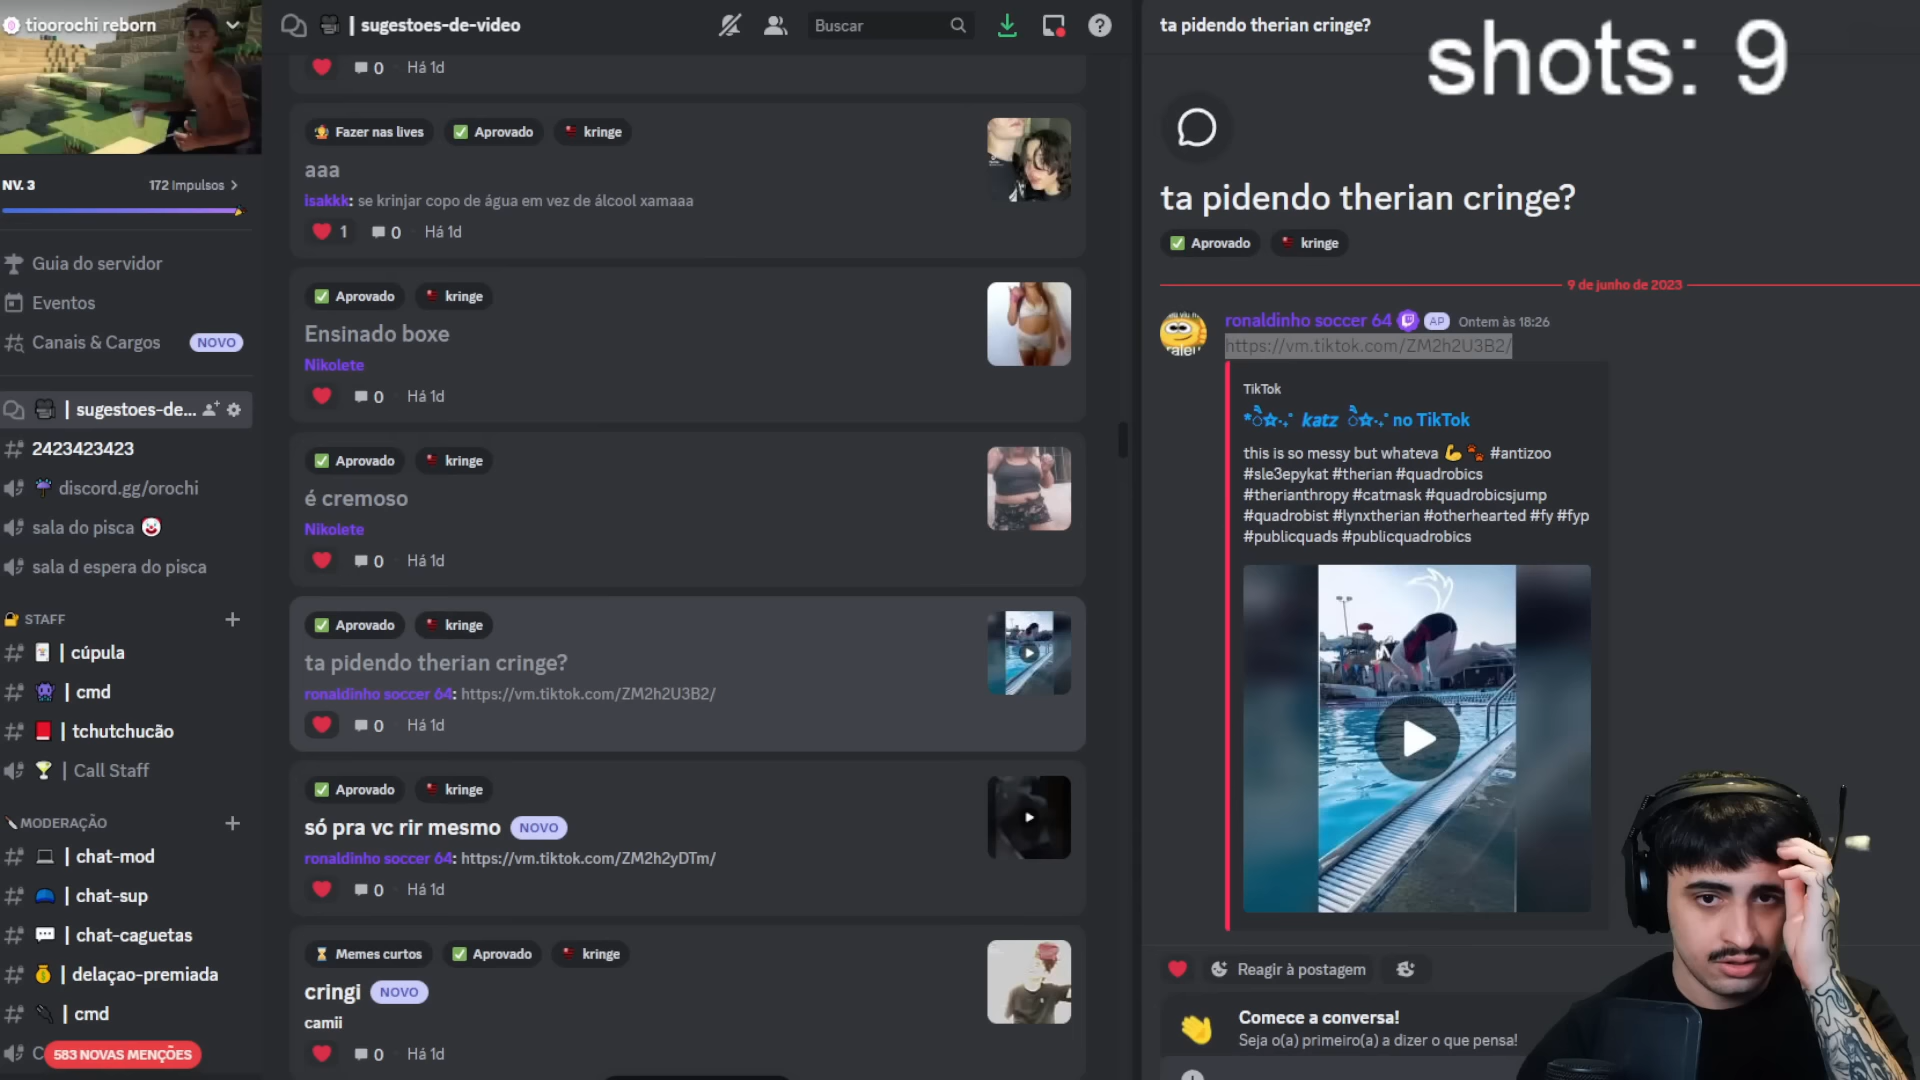 tioorochi reborn
NV. 3
172 Impulsos
Guia do servidor
Eventos
Canais & Cargos
NOVO
| sugestoes-de...
2423423423
discord.gg/orochi
sala do pisca
sala d espera do pisca
STAFF
| cúpula
| cmd
| tchutchucão
| Call Staff
MODERAÇÃO
| chat-mod
| chat-sup
| chat-caguetas
| delaçao-premiada
| cmd
C
583 NOVAS MENÇÕES
| sugestoes-de-video
Buscar
0 Há 1d
Fazer nas lives Aprovado kringe
aaa
isakkk: se krinjar copo de água em vez de álcool xamaaa
1 0 Há 1d
Aprovado kringe
Ensinado boxe
Nikolete
0 Há 1d
Aprovado kringe
é cremoso
Nikolete
0 Há 1d
Aprovado kringe
ta pidendo therian cringe?
ronaldinho soccer 64: https://vm.tiktok.com/ZM2h2U3B2/
0 Há 1d
Aprovado kringe
só pra vc rir mesmo NOVO
ronaldinho soccer 64: https://vm.tiktok.com/ZM2h2yDTm/
0 Há 1d
Memes curtos Aprovado kringe
cringi NOVO
camii
0 Há 1d
ta pidendo therian cringe?
shots: 9
ta pidendo therian cringe?
Aprovado kringe
9 de junho de 2023
ronaldinho soccer 64 AP Ontem às 18:26
https://vm.tiktok.com/ZM2h2U3B2/
TikTok
katz no TikTok
this is so messy but whateva 💪🐾 #antizoo
#sle3epykat #therian #quadrobics
#therianthropy #catmask #quadrobicsjump
#quadrobist #lynxtherian #otherhearted #fy #fyp
#publicquads #publicquadrobics
Reagir à postagem
Comece a conversa!
Seja o(a) primeiro(a) a dizer o que pensa!